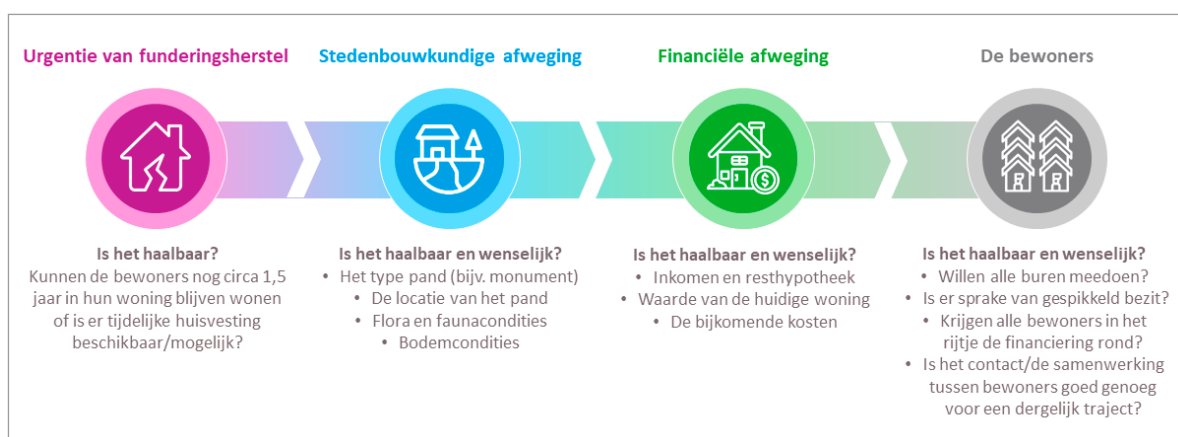 Urgentie van funderingsherstel
Stedenbouwkundige afweging
Financiële afweging
De bewoners
Is het haalbaar?
Kunnen de bewoners nog circa 1,5
jaar in hun woning blijven wonen
of is er tijdelijke huisvesting
beschikbaar/mogelijk?
Is het haalbaar en wenselijk?
• Het type pand (bijv. monument)
• De locatie van het pand
• Flora en faunacondities
• Bodemcondities
Is het haalbaar en wenselijk?
• Inkomen en resthypotheek
• Waarde van de huidige woning
• De bijkomende kosten
Is het haalbaar en wenselijk?
• Willen alle buren meedoen?
• Is er sprake van gespikkeld bezit?
• Krijgen alle bewoners in het
rijtje de financiering rond?
• Is het contact/de samenwerking
tussen bewoners goed genoeg
voor een dergelijk traject?